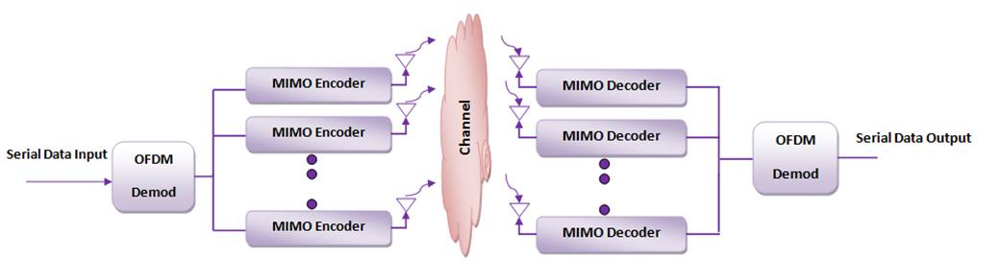 Serial Data Input
OFDM
Demod
MIMO Encoder
MIMO Encoder
MIMO Encoder
Channel
MIMO Decoder
MIMO Decoder
MIMO Decoder
OFDM
Demod
Serial Data Output